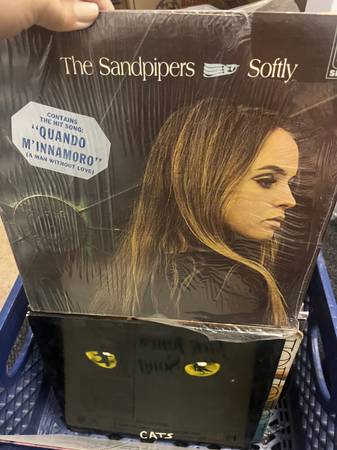 The Sandpipers Softly
CONTAINS
THE HIT SONG:
"QUANDO
M'INNAMORO"
(A MAN WITHOUT LOVE)
CATS